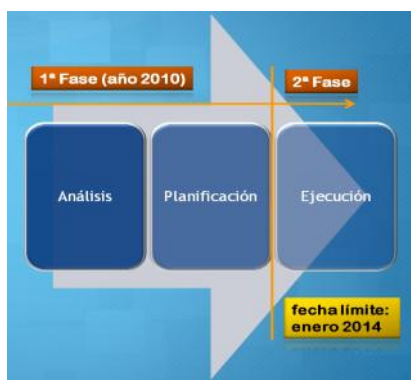 1ª Fase (año 2010)
2ª Fase
Análisis
Planificación
Ejecución
fecha límite:
enero 2014